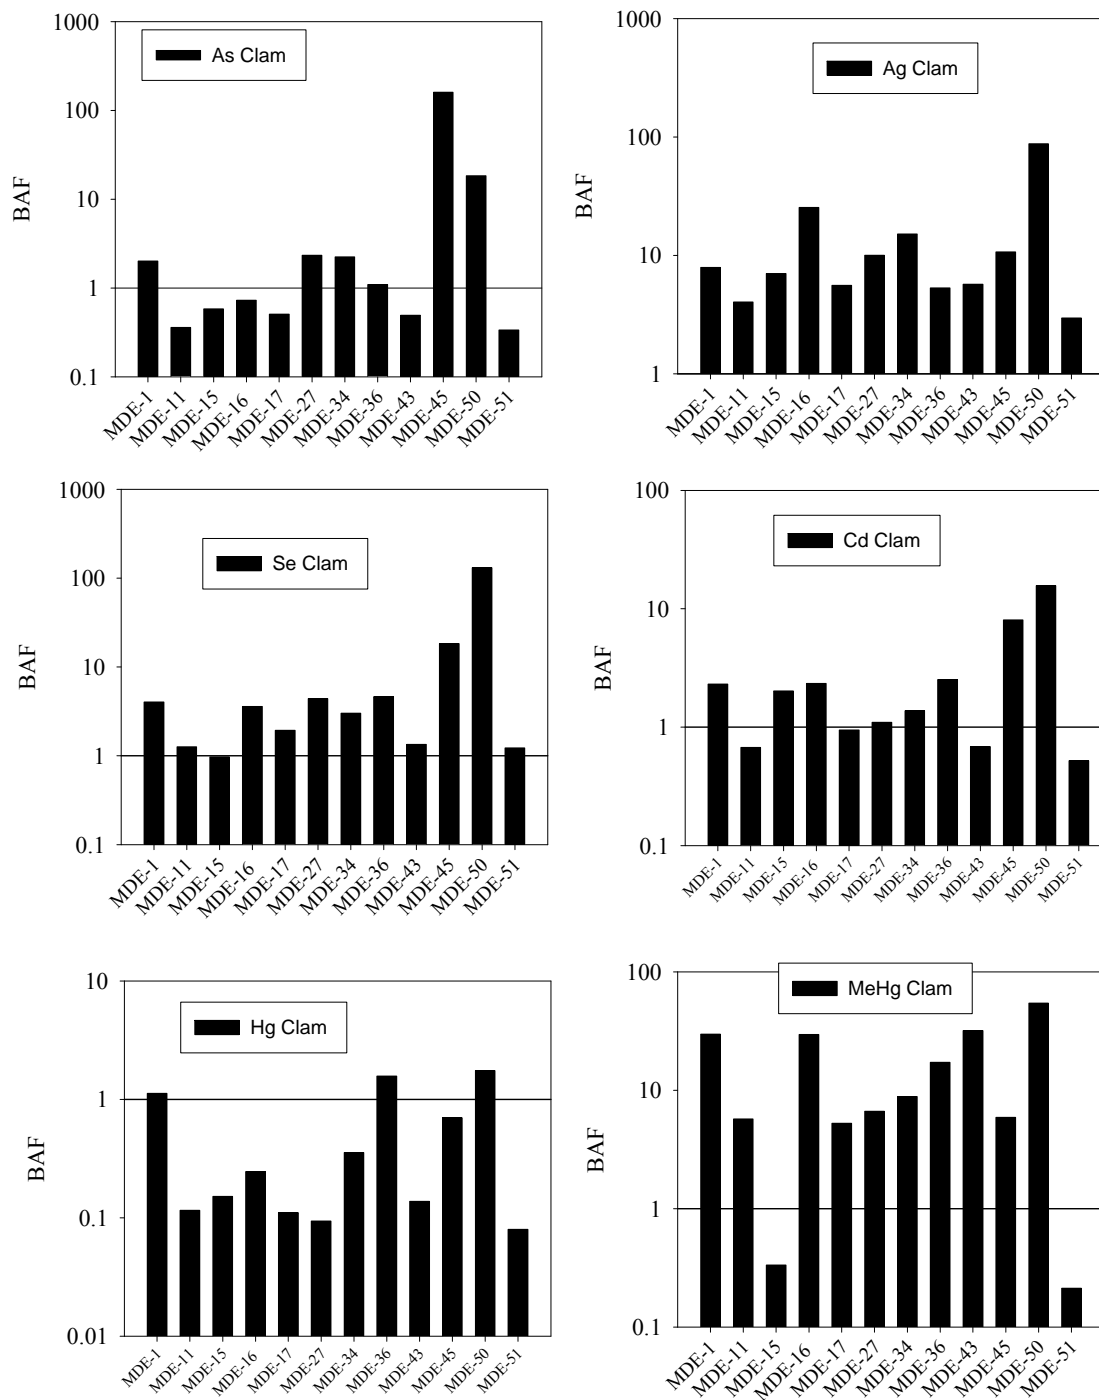 1000
As Clam
100
BAF
10
1
0.1
MDE-1
MDE-11
MDE-15
MDE-16
MDE-17
MDE-27
MDE-34
MDE-36
MDE-43
MDE-45
MDE-50
MDE-51
1000
Ag Clam
100
BAF
10
1
MDE-1
MDE-11
MDE-15
MDE-16
MDE-17
MDE-27
MDE-34
MDE-36
MDE-43
MDE-45
MDE-50
MDE-51
1000
Se Clam
100
BAF
10
1
0.1
MDE-1
MDE-11
MDE-15
MDE-16
MDE-17
MDE-27
MDE-34
MDE-36
MDE-43
MDE-45
MDE-50
MDE-51
100
Cd Clam
10
BAF
1
0.1
MDE-1
MDE-11
MDE-15
MDE-16
MDE-17
MDE-27
MDE-34
MDE-36
MDE-43
MDE-45
MDE-50
MDE-51
10
Hg Clam
1
BAF
0.1
0.01
MDE-1
MDE-11
MDE-15
MDE-16
MDE-17
MDE-27
MDE-34
MDE-36
MDE-43
MDE-45
MDE-50
MDE-51
100
MeHg Clam
10
BAF
1
0.1
MDE-1
MDE-11
MDE-15
MDE-16
MDE-17
MDE-27
MDE-34
MDE-36
MDE-43
MDE-45
MDE-50
MDE-51